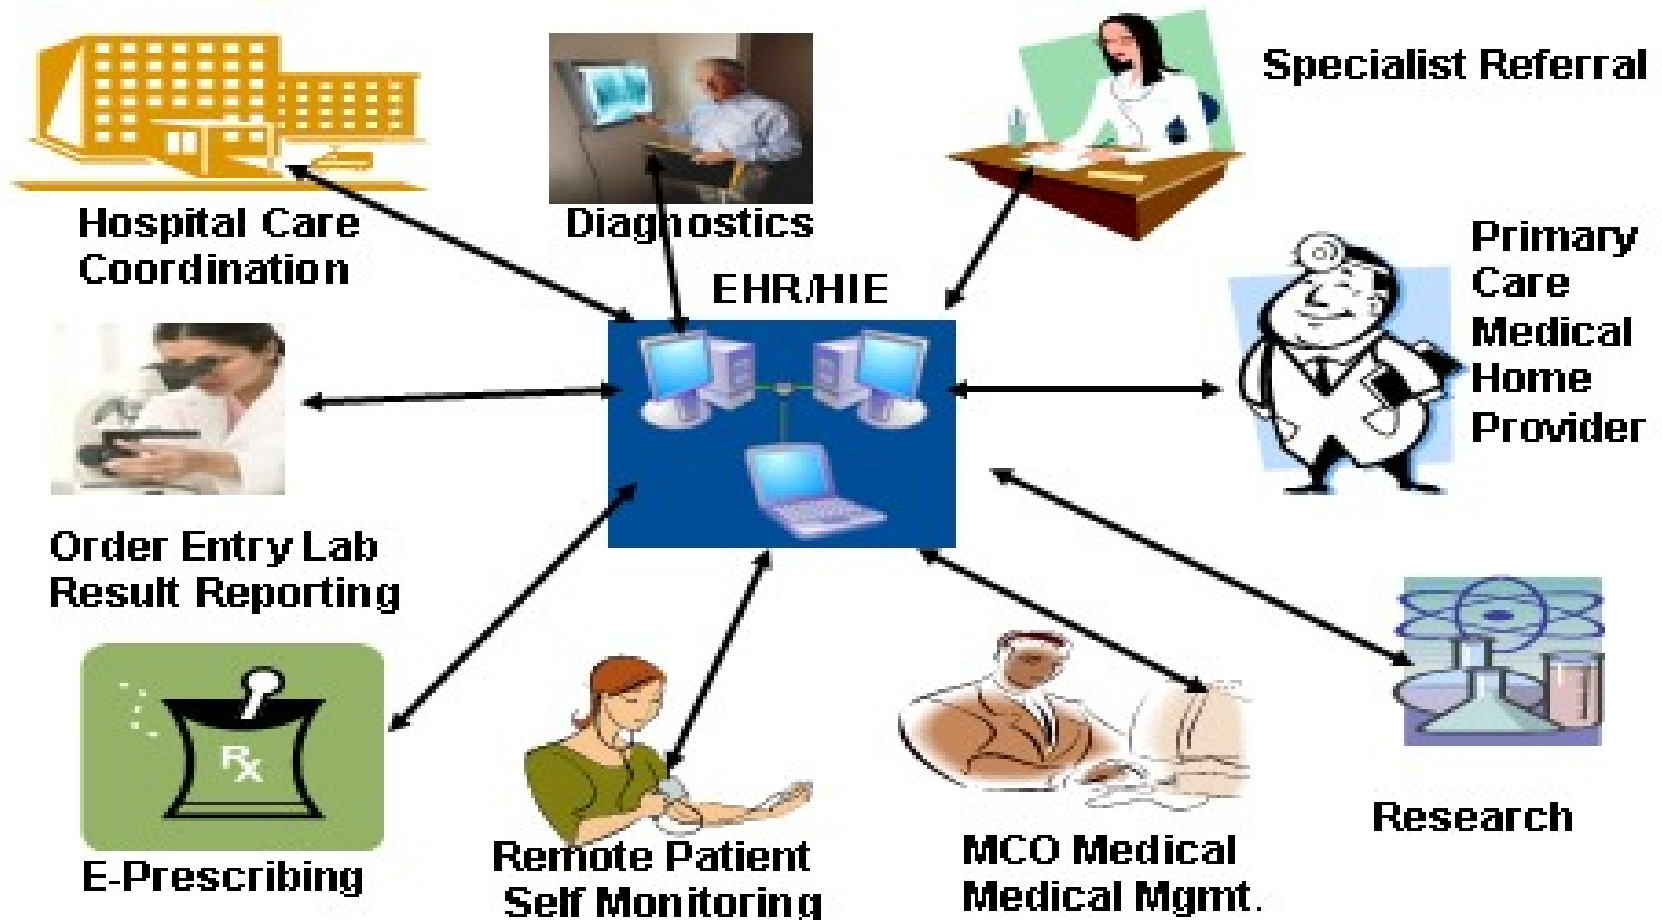 Specialist Referral
Hospital Care
Coordination
Diagnostics
EHR/HIE
Primary
Care
Medical
Home
Provider
Order Entry Lab
Result Reporting
Rx
E-Prescribing
Remote Patient
Self Monitoring
MCO Medical
Medical Mgmt.
Research